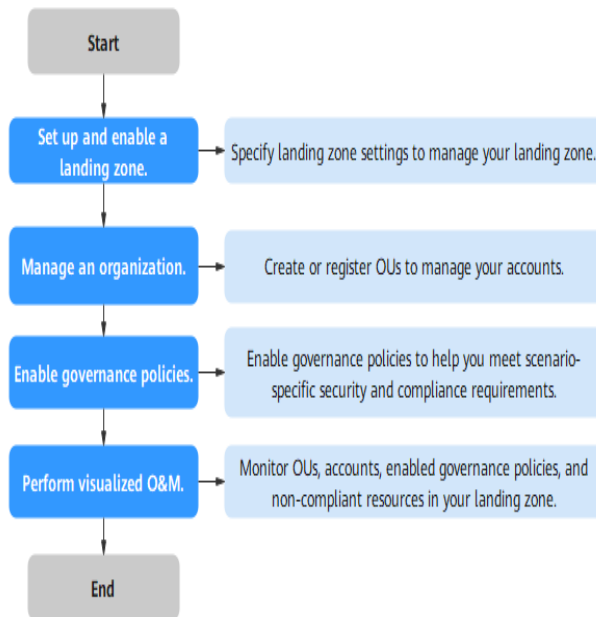 Start
Set up and enable a
landing zone.
Specify landing zone settings to manage your landing zone.
Manage an organization.
Create or register OUs to manage your accounts.
Enable governance policies.
Enable governance policies to help you meet scenario-
specific security and compliance requirements.
Perform visualized O&M.
Monitor OUs, accounts, enabled governance policies, and
non-compliant resources in your landing zone.
End